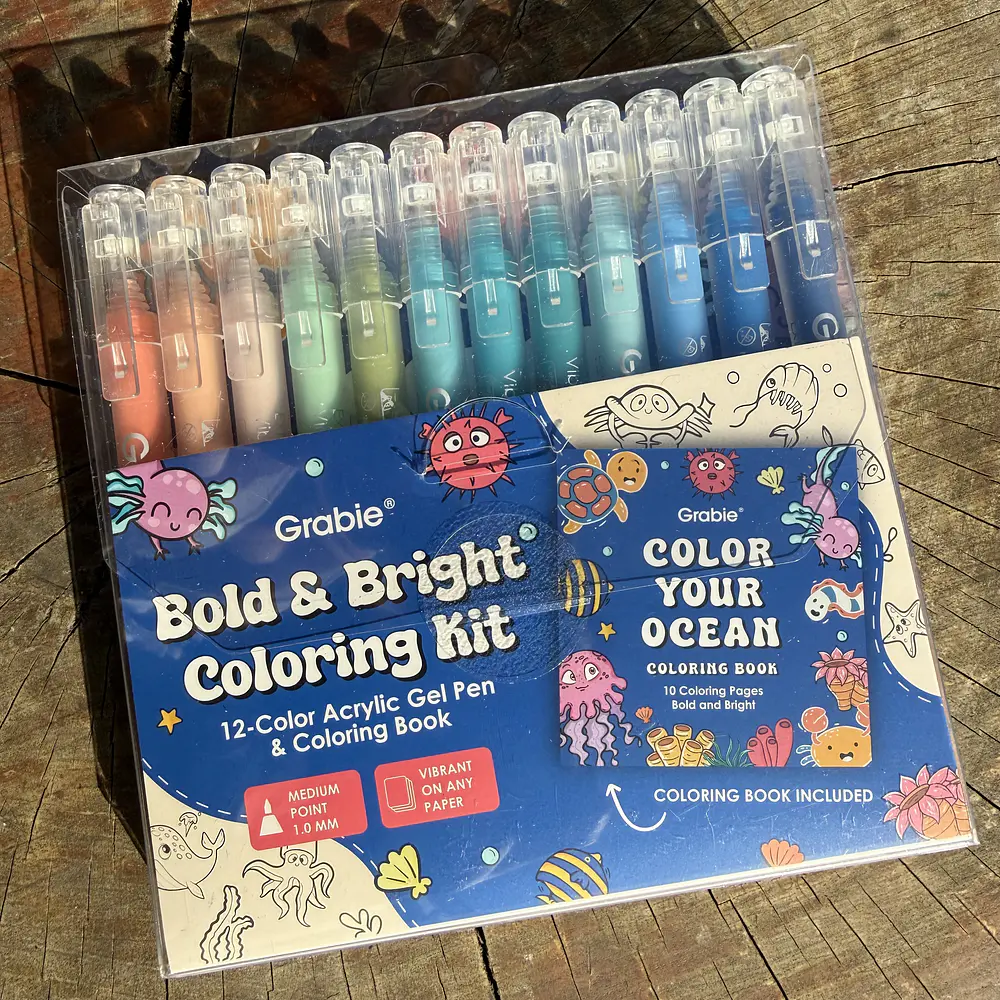 Grabie®
Bold & Bright
Coloring Kit
12-Color Acrylic Gel Pen
& Coloring Book
MEDIUM
POINT
1.0 MM
VIBRANT
ON ANY
PAPER
Grabie®
COLOR
YOUR
OCEAN
COLORING BOOK
10 Coloring Pages
Bold and Bright
COLORING BOOK INCLUDED